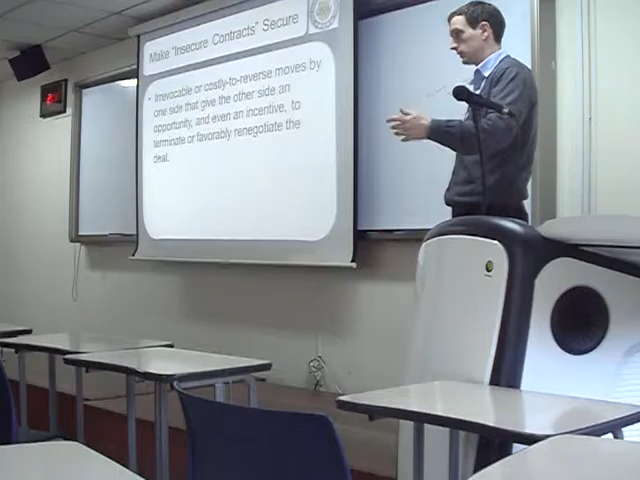 Make "Insecure Contracts" Secure
• Irrevocable or costly-to-reverse moves by
one side that give the other side an
opportunity, and even an incentive, to
terminate or favorably renegotiate the
deal.